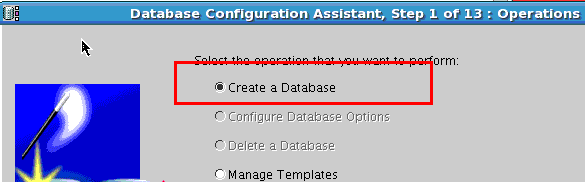 Database Configuration Assistant, Step 1 of 13 : Operations
Select the operation that you want to perform:
Create a Database
Configure Database Options
Delete a Database
Manage Templates